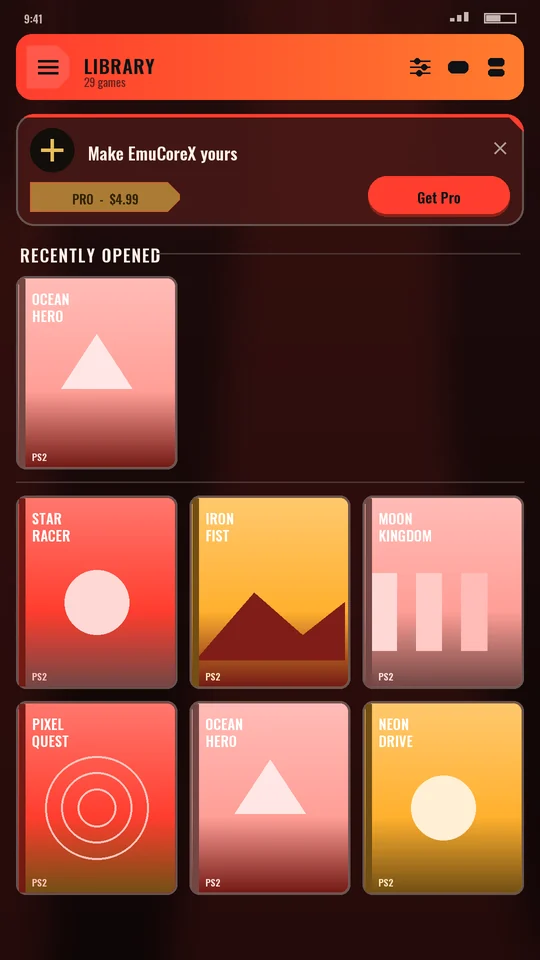 9:41
LIBRARY
29 games
Make EmuCoreX yours
PRO - $4.99
Get Pro
RECENTLY OPENED
OCEAN
HERO
PS2
STAR
RACER
PS2
IRON
FIST
PS2
MOON
KINGDOM
PS2
PIXEL
QUEST
PS2
OCEAN
HERO
PS2
NEON
DRIVE
PS2